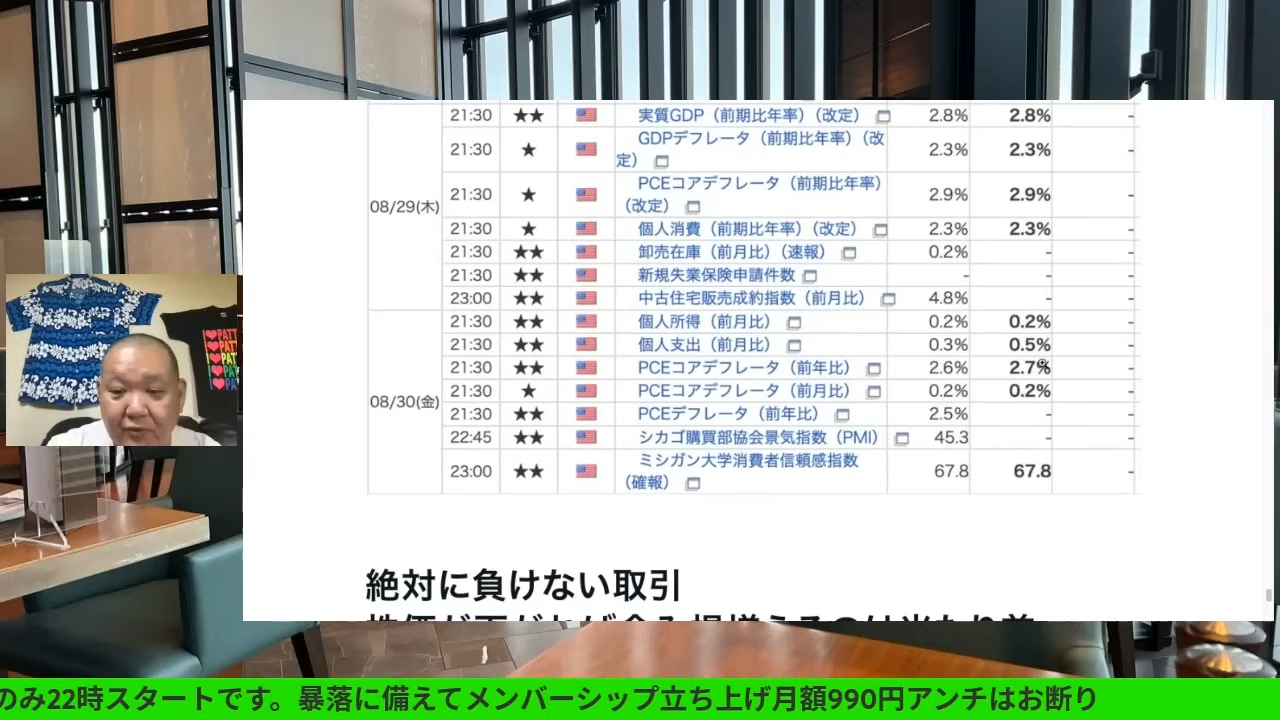 21:30 ★★ 実質GDP（前期比年率）（改定） 2.8% 2.8% -
21:30 ★ GDPデフレータ（前期比年率）（改
定） 2.3% 2.3% -
08/29(木) 21:30 ★ PCEコアデフレータ（前期比年率）
（改定） 2.9% 2.9% -
21:30 ★ 個人消費（前期比年率）（改定） 2.3% 2.3% -
21:30 ★★ 卸売在庫（前月比）（速報） 0.2% - -
21:30 ★★ 新規失業保険申請件数 - - -
23:00 ★★ 中古住宅販売成約指数（前月比） 4.8% - -
21:30 ★★ 個人所得（前月比） 0.2% 0.2% -
21:30 ★★ 個人支出（前月比） 0.3% 0.5% -
21:30 ★★ PCEコアデフレータ（前年比） 2.6% 2.7% -
08/30(金) 21:30 ★ PCEコアデフレータ（前月比） 0.2% 0.2% -
21:30 ★★ PCEデフレータ（前年比） 2.5% - -
22:45 ★★ シカゴ購買部協会景気指数（PMI） 45.3 - -
23:00 ★★ ミシガン大学消費者信頼感指数
（確報） 67.8 67.8 -
I❤PATT
I❤PATT
I❤PATT
I❤PATT
絶対に負けない取引
のみ22時スタートです。暴落に備えてメンバーシップ立ち上げ月額990円アンチはお断り